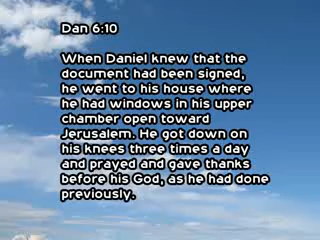 Dan 6:10
When Daniel knew that the
document had been signed,
he went to his house where
he had windows in his upper
chamber open toward
Jerusalem. He got down on
his knees three times a day
and prayed and gave thanks
before his God, as he had done
previously.